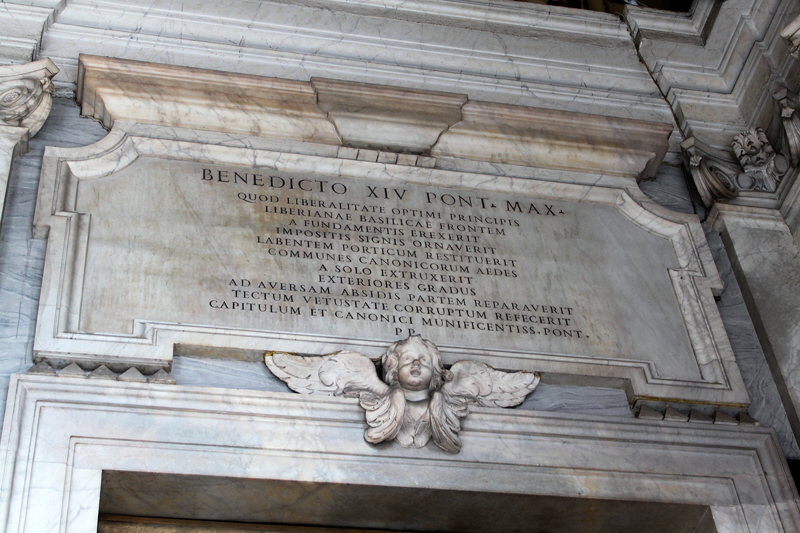 BENEDICTO XIV PONT. MAX.
QUOD LIBERALITATE OPTIMI PRINCIPIS
LIBERIANAE BASILICAE FRONTEM
A FUNDAMENTIS EREXERIT
IMPOSITIS SIGNIS ORNAVERIT
LABENTEM PORTICUM RESTITUERIT
COMMUNES CANONICORUM AEDES
A SOLO EXTRUXERIT
EXTERIORES GRADUS
AD AVERSAM ABSIDIS PARTEM REPARAVERIT
TECTUM VETUSTATE CORRUPTUM REFECERIT
CAPITULUM ET CANONICI MUNIFICENTISS. PONT.
P P.